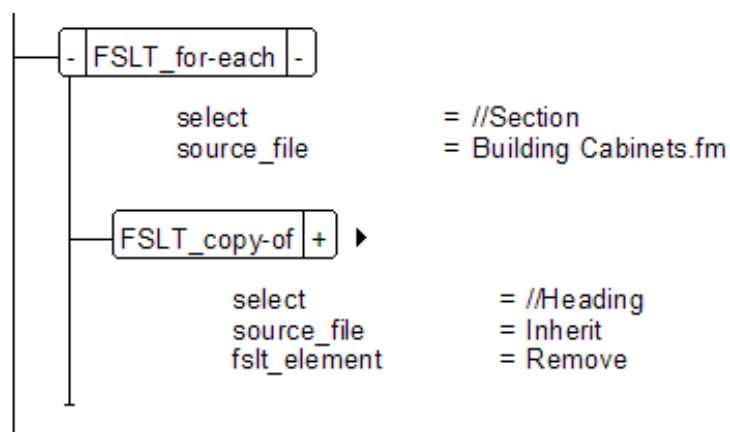 - FSLT_for-each -
select = //Section
source_file = Building Cabinets.fm
FSLT_copy-of +
select = //Heading
source_file = Inherit
fslt_element = Remove